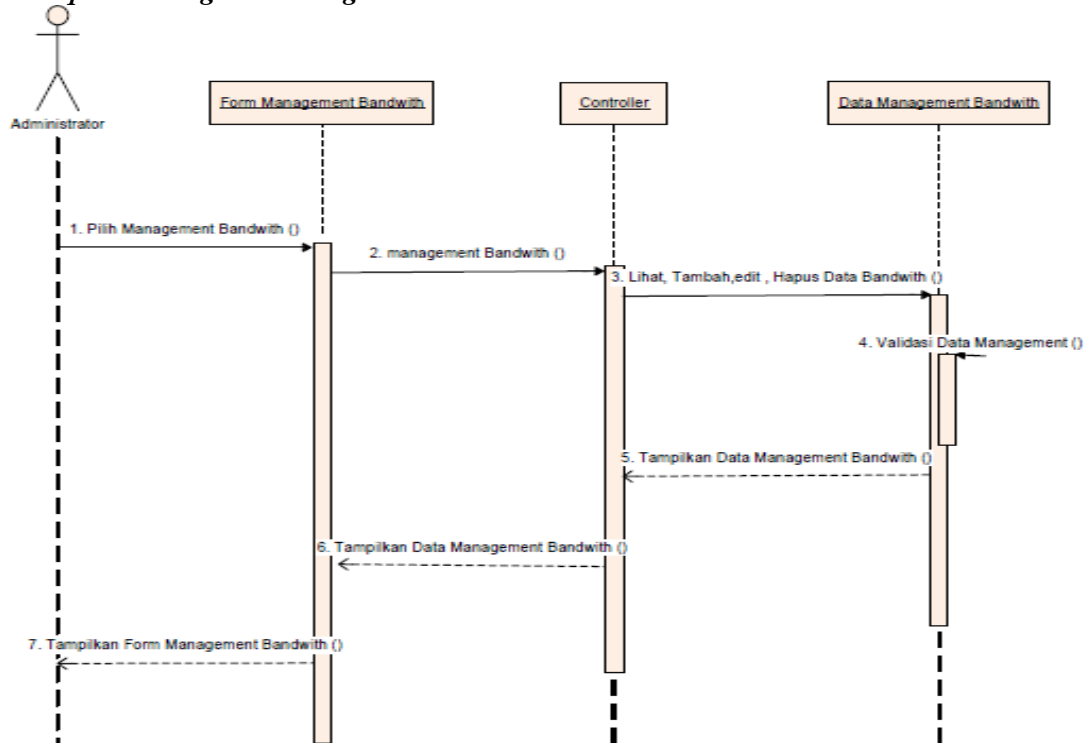 Administrator
Form Management Bandwith
Controller
Data Management Bandwith
1. Pilih Management Bandwith ()
2. management Bandwith ()
3. Lihat, Tambah,edit , Hapus Data Bandwith ()
4. Validasi Data Management ()
5. Tampilkan Data Management Bandwith ()
6. Tampilkan Data Management Bandwith ()
7. Tampilkan Form Management Bandwith ()